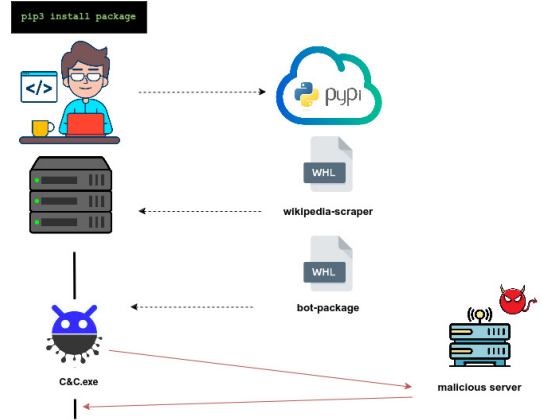 pip3 install package
</>
pyPi
WHL
wikipedia-scraper
WHL
bot-package
C&C.exe
malicious server